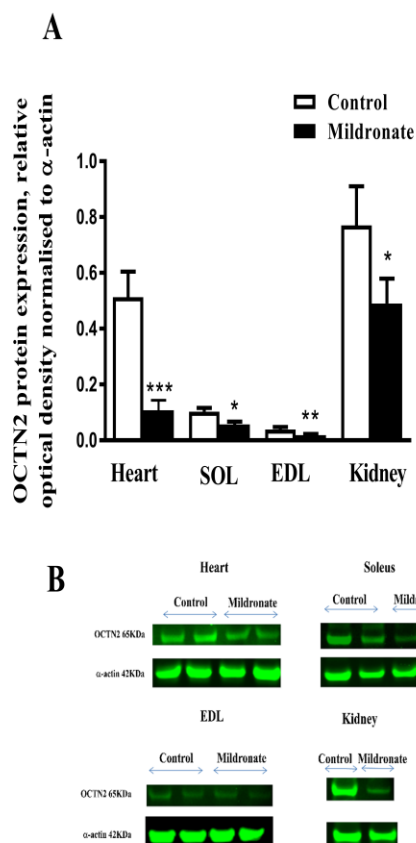 A
Control
Mildronate
OCTN2 protein expression, relative
optical density normalised to α-actin
1.0
0.8
0.6
0.4
0.2
0.0
***
*
**
*
Heart SOL EDL Kidney
B
Heart Soleus
Control Mildronate Control
OCTN2 65KDa
α-actin 42KDa
EDL Kidney
Control Mildronate Control Mildronate
OCTN2 65KDa
α-actin 42KDa